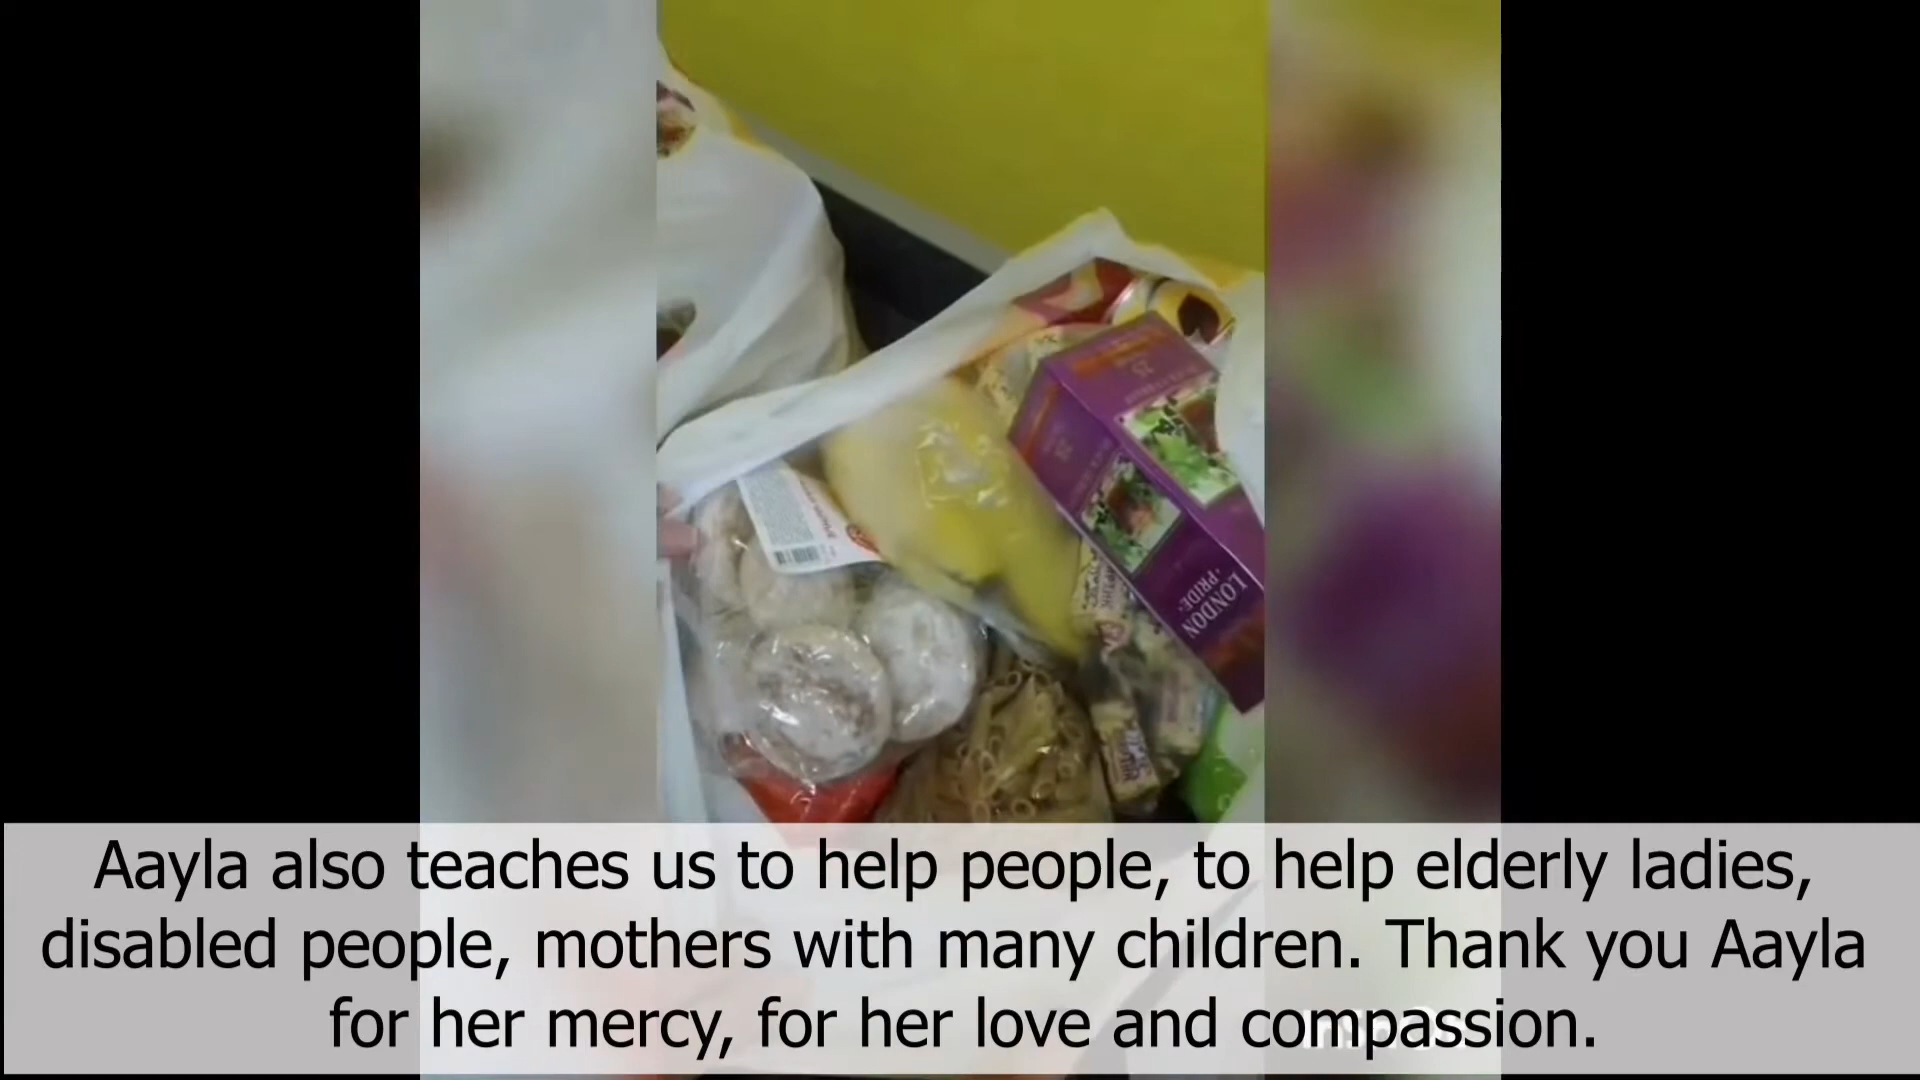 25
LONDON
PRIDE
Aayla also teaches us to help people, to help elderly ladies,
disabled people, mothers with many children. Thank you Aayla
for her mercy, for her love and compassion.